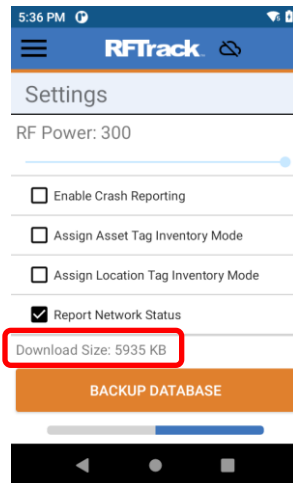 5:36 PM
RFTrack
Settings
RF Power: 300
Enable Crash Reporting
Assign Asset Tag Inventory Mode
Assign Location Tag Inventory Mode
Report Network Status
Download Size: 5935 KB
BACKUP DATABASE